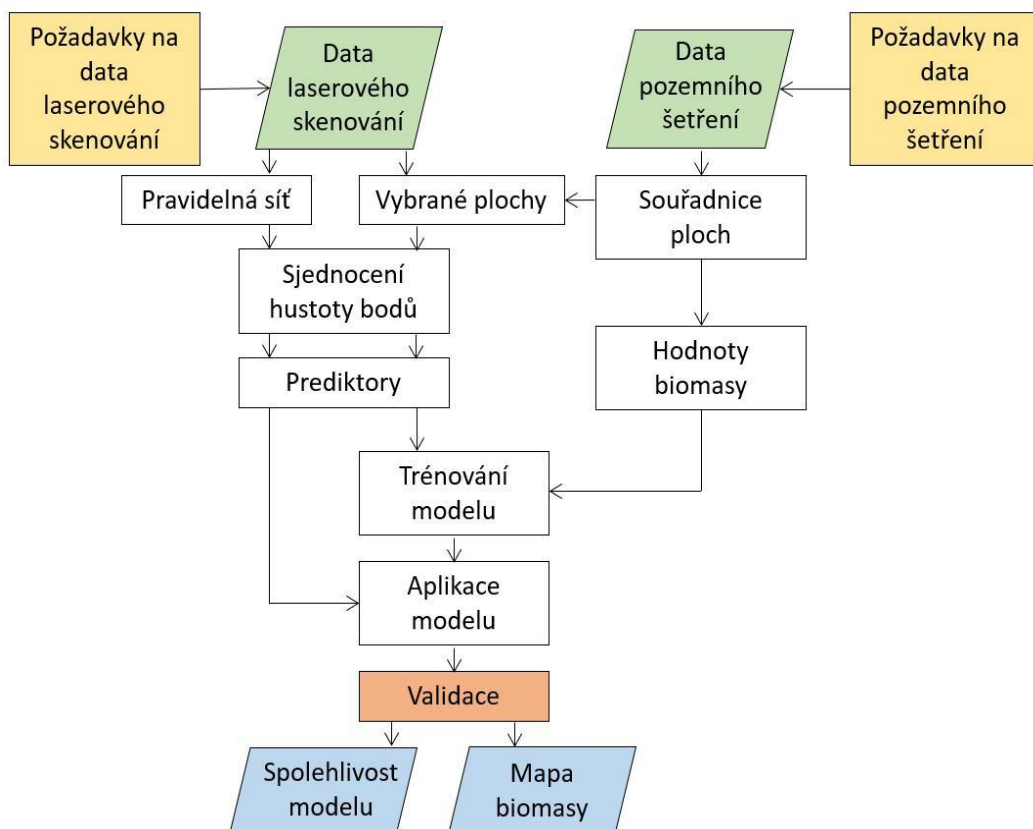 Požadavky na
data
laserového
skenování
Data
laserového
skenování
Data
pozemního
šetření
Požadavky na
data
pozemního
šetření
Pravidelná síť
Vybrané plochy
Souřadnice
ploch
Sjednocení
hustoty bodů
Hodnoty
biomasy
Prediktory
Trénování
modelu
Aplikace
modelu
Validace
Spolehlivost
modelu
Mapa
biomasy